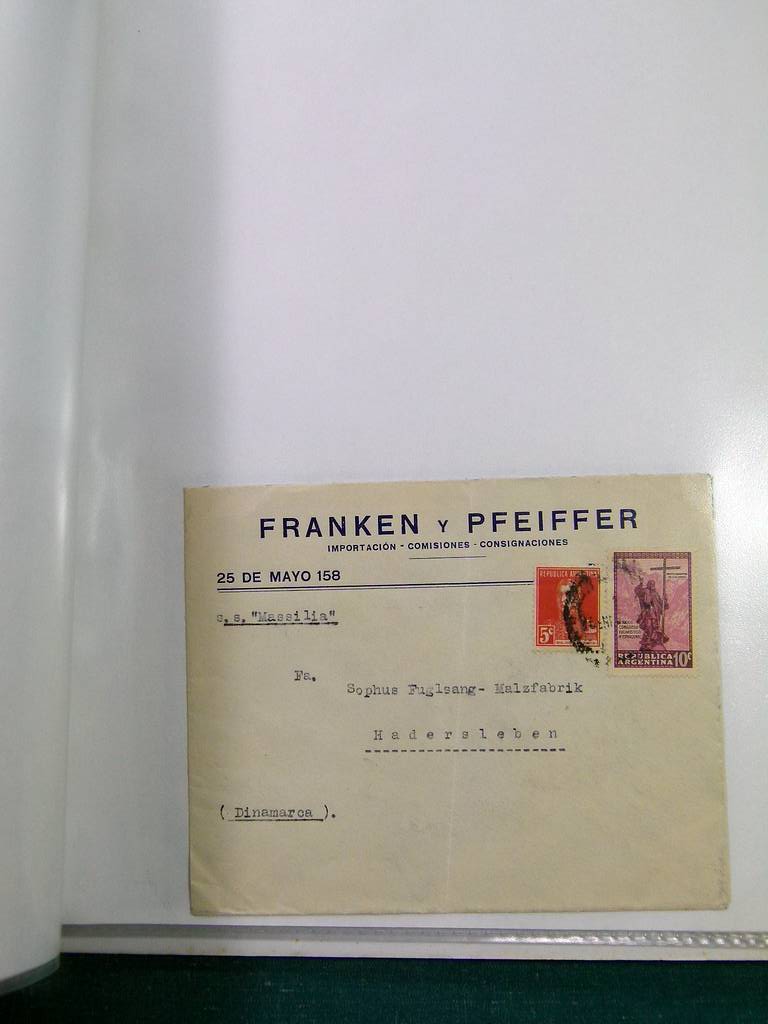 FRANKEN Y PFEIFFER
IMPORTACIÓN - COMISIONES - CONSIGNACIONES
25 DE MAYO 158
s.s. "Massilia"
REPUBLICA ARGENTINA
5c
REPUBLICA
ARGENTINA 10c
Fa. Sophus Fuglsang- Malzfabrik
Hadersleben
( Dinamarca ).